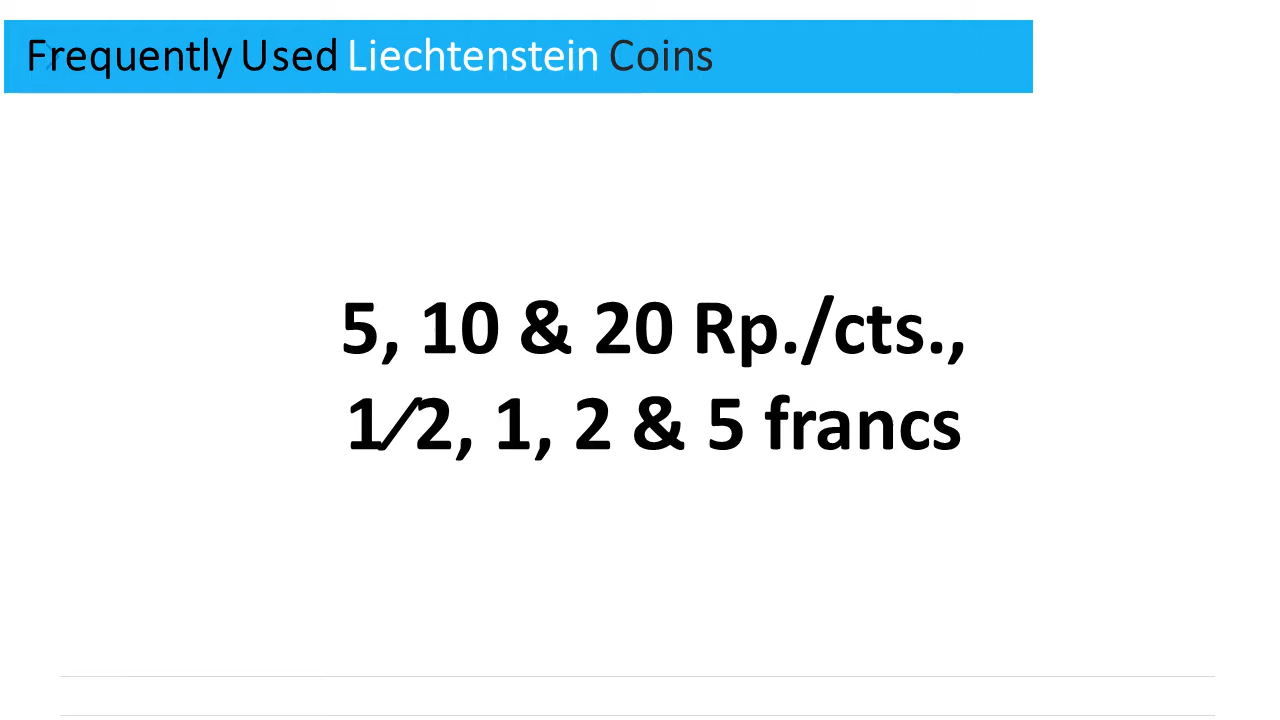 Frequently Used Liechtenstein Coins
5, 10 & 20 Rp./cts.,
1⁄2, 1, 2 & 5 francs